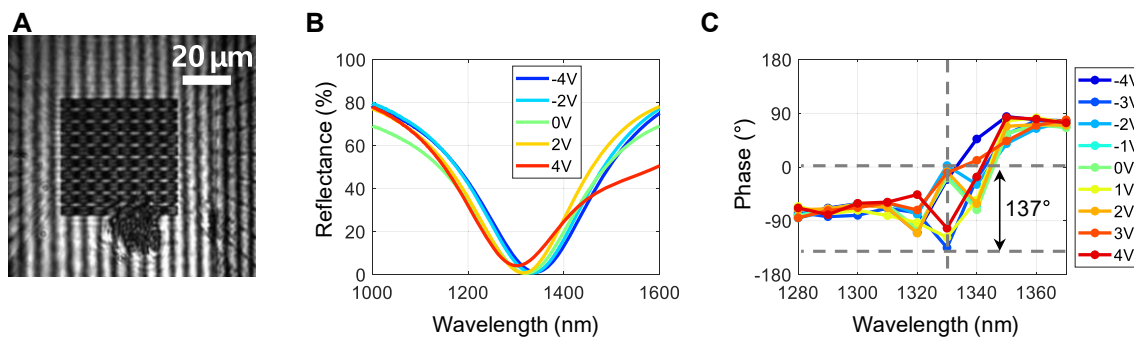 A
20 μm
B
Reflectance (%)
100
80
60
40
20
0
1000
1200
1400
1600
Wavelength (nm)
-4V
-2V
0V
2V
4V
C
Phase (°)
180
90
0
-90
-180
1280
1300
1320
1340
1360
Wavelength (nm)
137°
-4V
-3V
-2V
-1V
0V
1V
2V
3V
4V